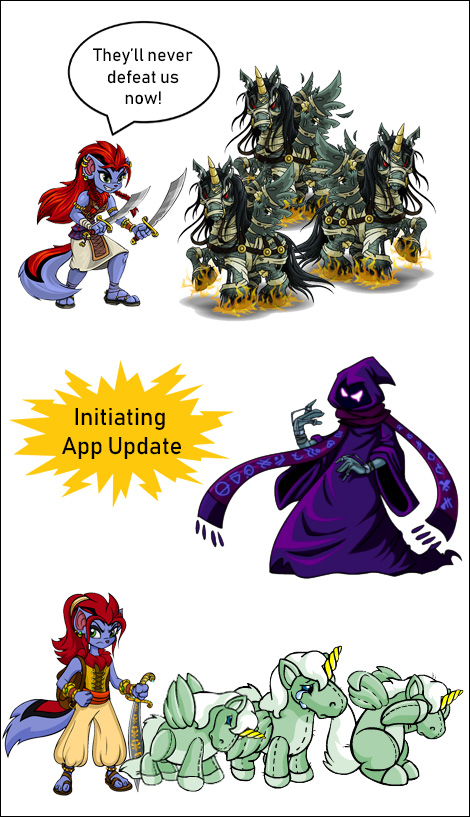 They'll never
defeat us
now!
Initiating
App Update